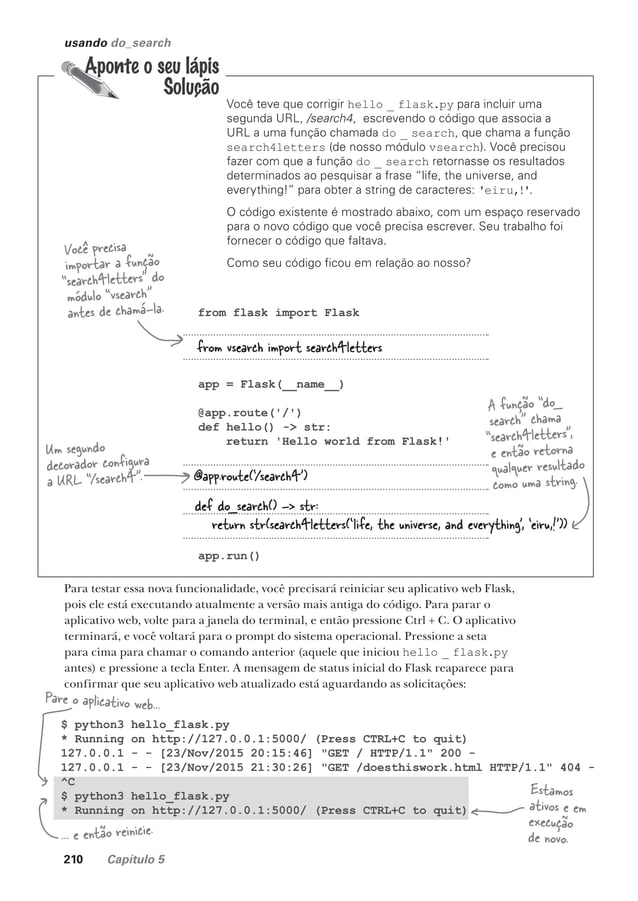 usando do_search
Aponte o seu lápis
Solução
Você teve que corrigir hello _ flask.py para incluir uma
segunda URL, /search4, escrevendo o código que associa a
URL a uma função chamada do _ search, que chama a função
search4letters (de nosso módulo vsearch). Você precisou
fazer com que a função do _ search retornasse os resultados
determinados ao pesquisar a frase “life, the universe, and
everything!” para obter a string de caracteres: 'eiru,!'.
O código existente é mostrado abaixo, com um espaço reservado
para o novo código que você precisa escrever. Seu trabalho foi
fornecer o código que faltava.
Como seu código ficou em relação ao nosso?
Você precisa
importar a função
“search4letters” do
módulo “vsearch”
antes de chamá-la.
from flask import Flask
from vsearch import search4letters
app = Flask(__name__)
@app.route('/')
def hello() -> str:
return 'Hello world from Flask!'
A função “do_
search” chama
“search4letters”,
e então retorna
qualquer resultado
como uma string.
Um segundo
decorador configura
a URL “/search4”.
@app.route('/search4')
def do_search() -> str:
return str(search4letters('life, the universe, and everything', 'eiru,!'))
app.run()
Para testar essa nova funcionalidade, você precisará reiniciar seu aplicativo web Flask,
pois ele está executando atualmente a versão mais antiga do código. Para parar o
aplicativo web, volte para a janela do terminal, e então pressione Ctrl + C. O aplicativo
terminará, e você voltará para o prompt do sistema operacional. Pressione a seta
para cima para chamar o comando anterior (aquele que iniciou hello _ flask.py
antes) e pressione a tecla Enter. A mensagem de status inicial do Flask reaparece para
confirmar que seu aplicativo web atualizado está aguardando as solicitações:
Pare o aplicativo web...
$ python3 hello_flask.py
* Running on http://127.0.0.1:5000/ (Press CTRL+C to quit)
127.0.0.1 - - [23/Nov/2015 20:15:46] "GET / HTTP/1.1" 200 -
127.0.0.1 - - [23/Nov/2015 21:30:26] "GET /doesthiswork.html HTTP/1.1" 404 -
^C
$ python3 hello_flask.py
* Running on http://127.0.0.1:5000/ (Press CTRL+C to quit)
Estamos
ativos e em
execução
de novo.
... e então reinicie.
210 Capítulo 5